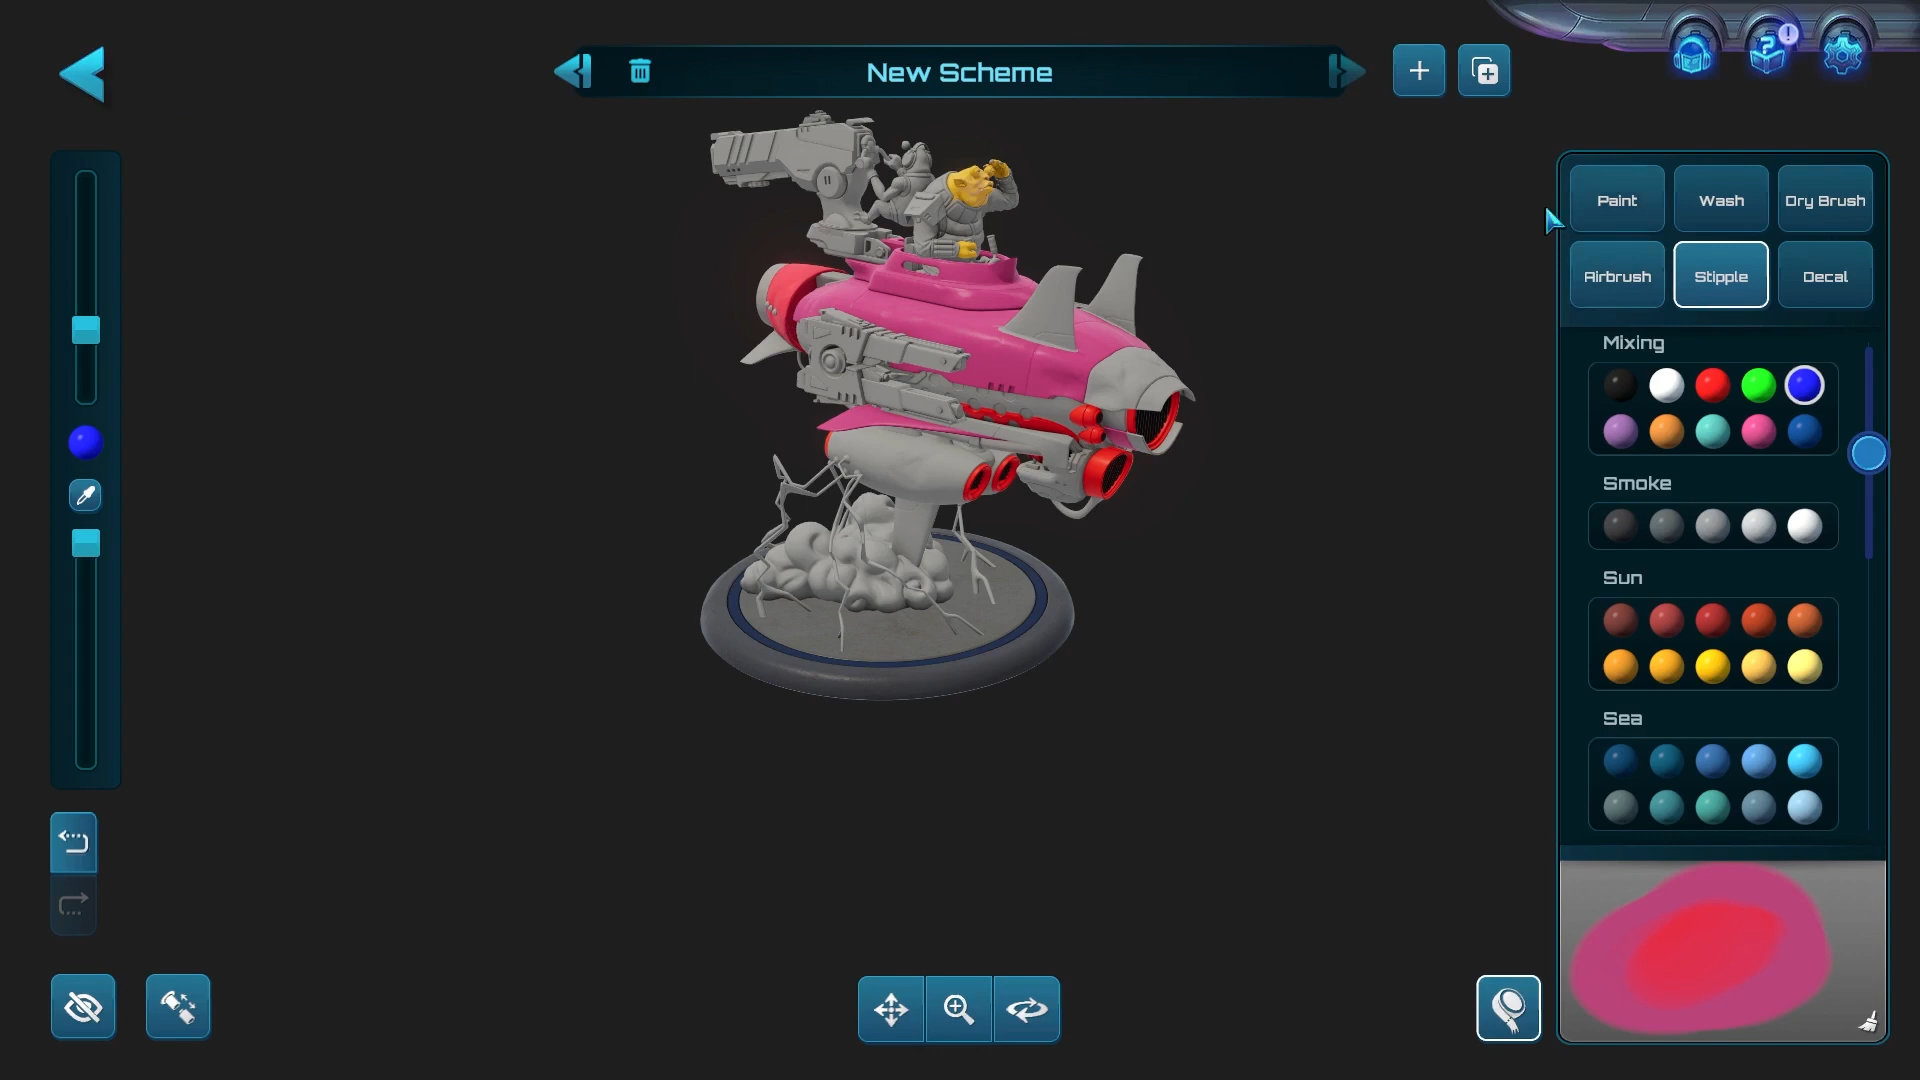 New Scheme
Paint
Wash
Dry Brush
Airbrush
Stipple
Decal
Mixing
Smoke
Sun
Sea